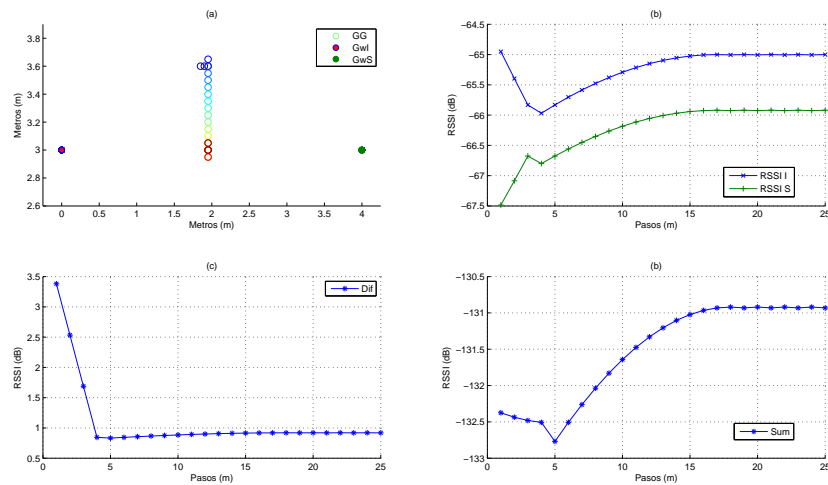 (a)
3.8
3.6
3.4
3.2
3
2.8
2.6
Metros (m)
0
0.5
1
1.5
2
2.5
3
3.5
4
Metros (m)
GG
GwI
GwS
(b)
−64.5
−65
−65.5
−66
−66.5
−67
−67.5
RSSI (dB)
0
5
10
15
20
25
Pasos (m)
RSSI I
RSSI S
(c)
3.5
3
2.5
2
1.5
1
0.5
RSSI (dB)
0
5
10
15
20
25
Pasos (m)
Dif
(b)
−130.5
−131
−131.5
−132
−132.5
−133
RSSI (dB)
0
5
10
15
20
25
Pasos (m)
Sum